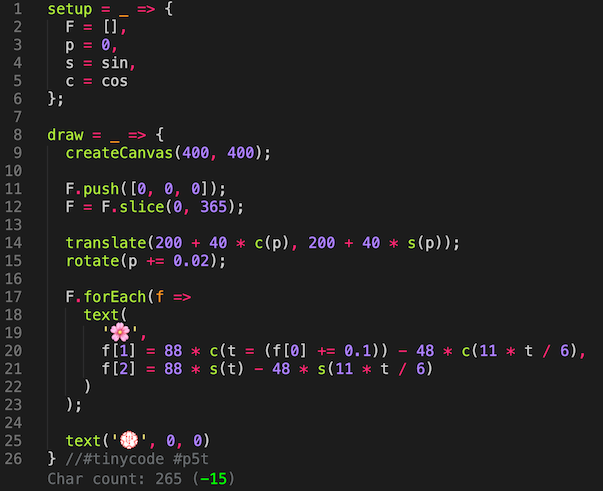 1 setup = _ => {
2 F = [],
3 p = 0,
4 s = sin,
5 c = cos
6 };
7
8 draw = _ => {
9 createCanvas(400, 400);
10
11 F.push([0, 0, 0]);
12 F = F.slice(0, 365);
13
14 translate(200 + 40 * c(p), 200 + 40 * s(p));
15 rotate(p += 0.02);
16
17 F.forEach(f =>
18 text(
19 '🌸',
20 f[1] = 88 * c(t = (f[0] += 0.1)) - 48 * c(11 * t / 6),
21 f[2] = 88 * s(t) - 48 * s(11 * t / 6)
22 )
23 );
24
25 text('💮', 0, 0)
26 } //#tinycode #p5t
Char count: 265 (-15)